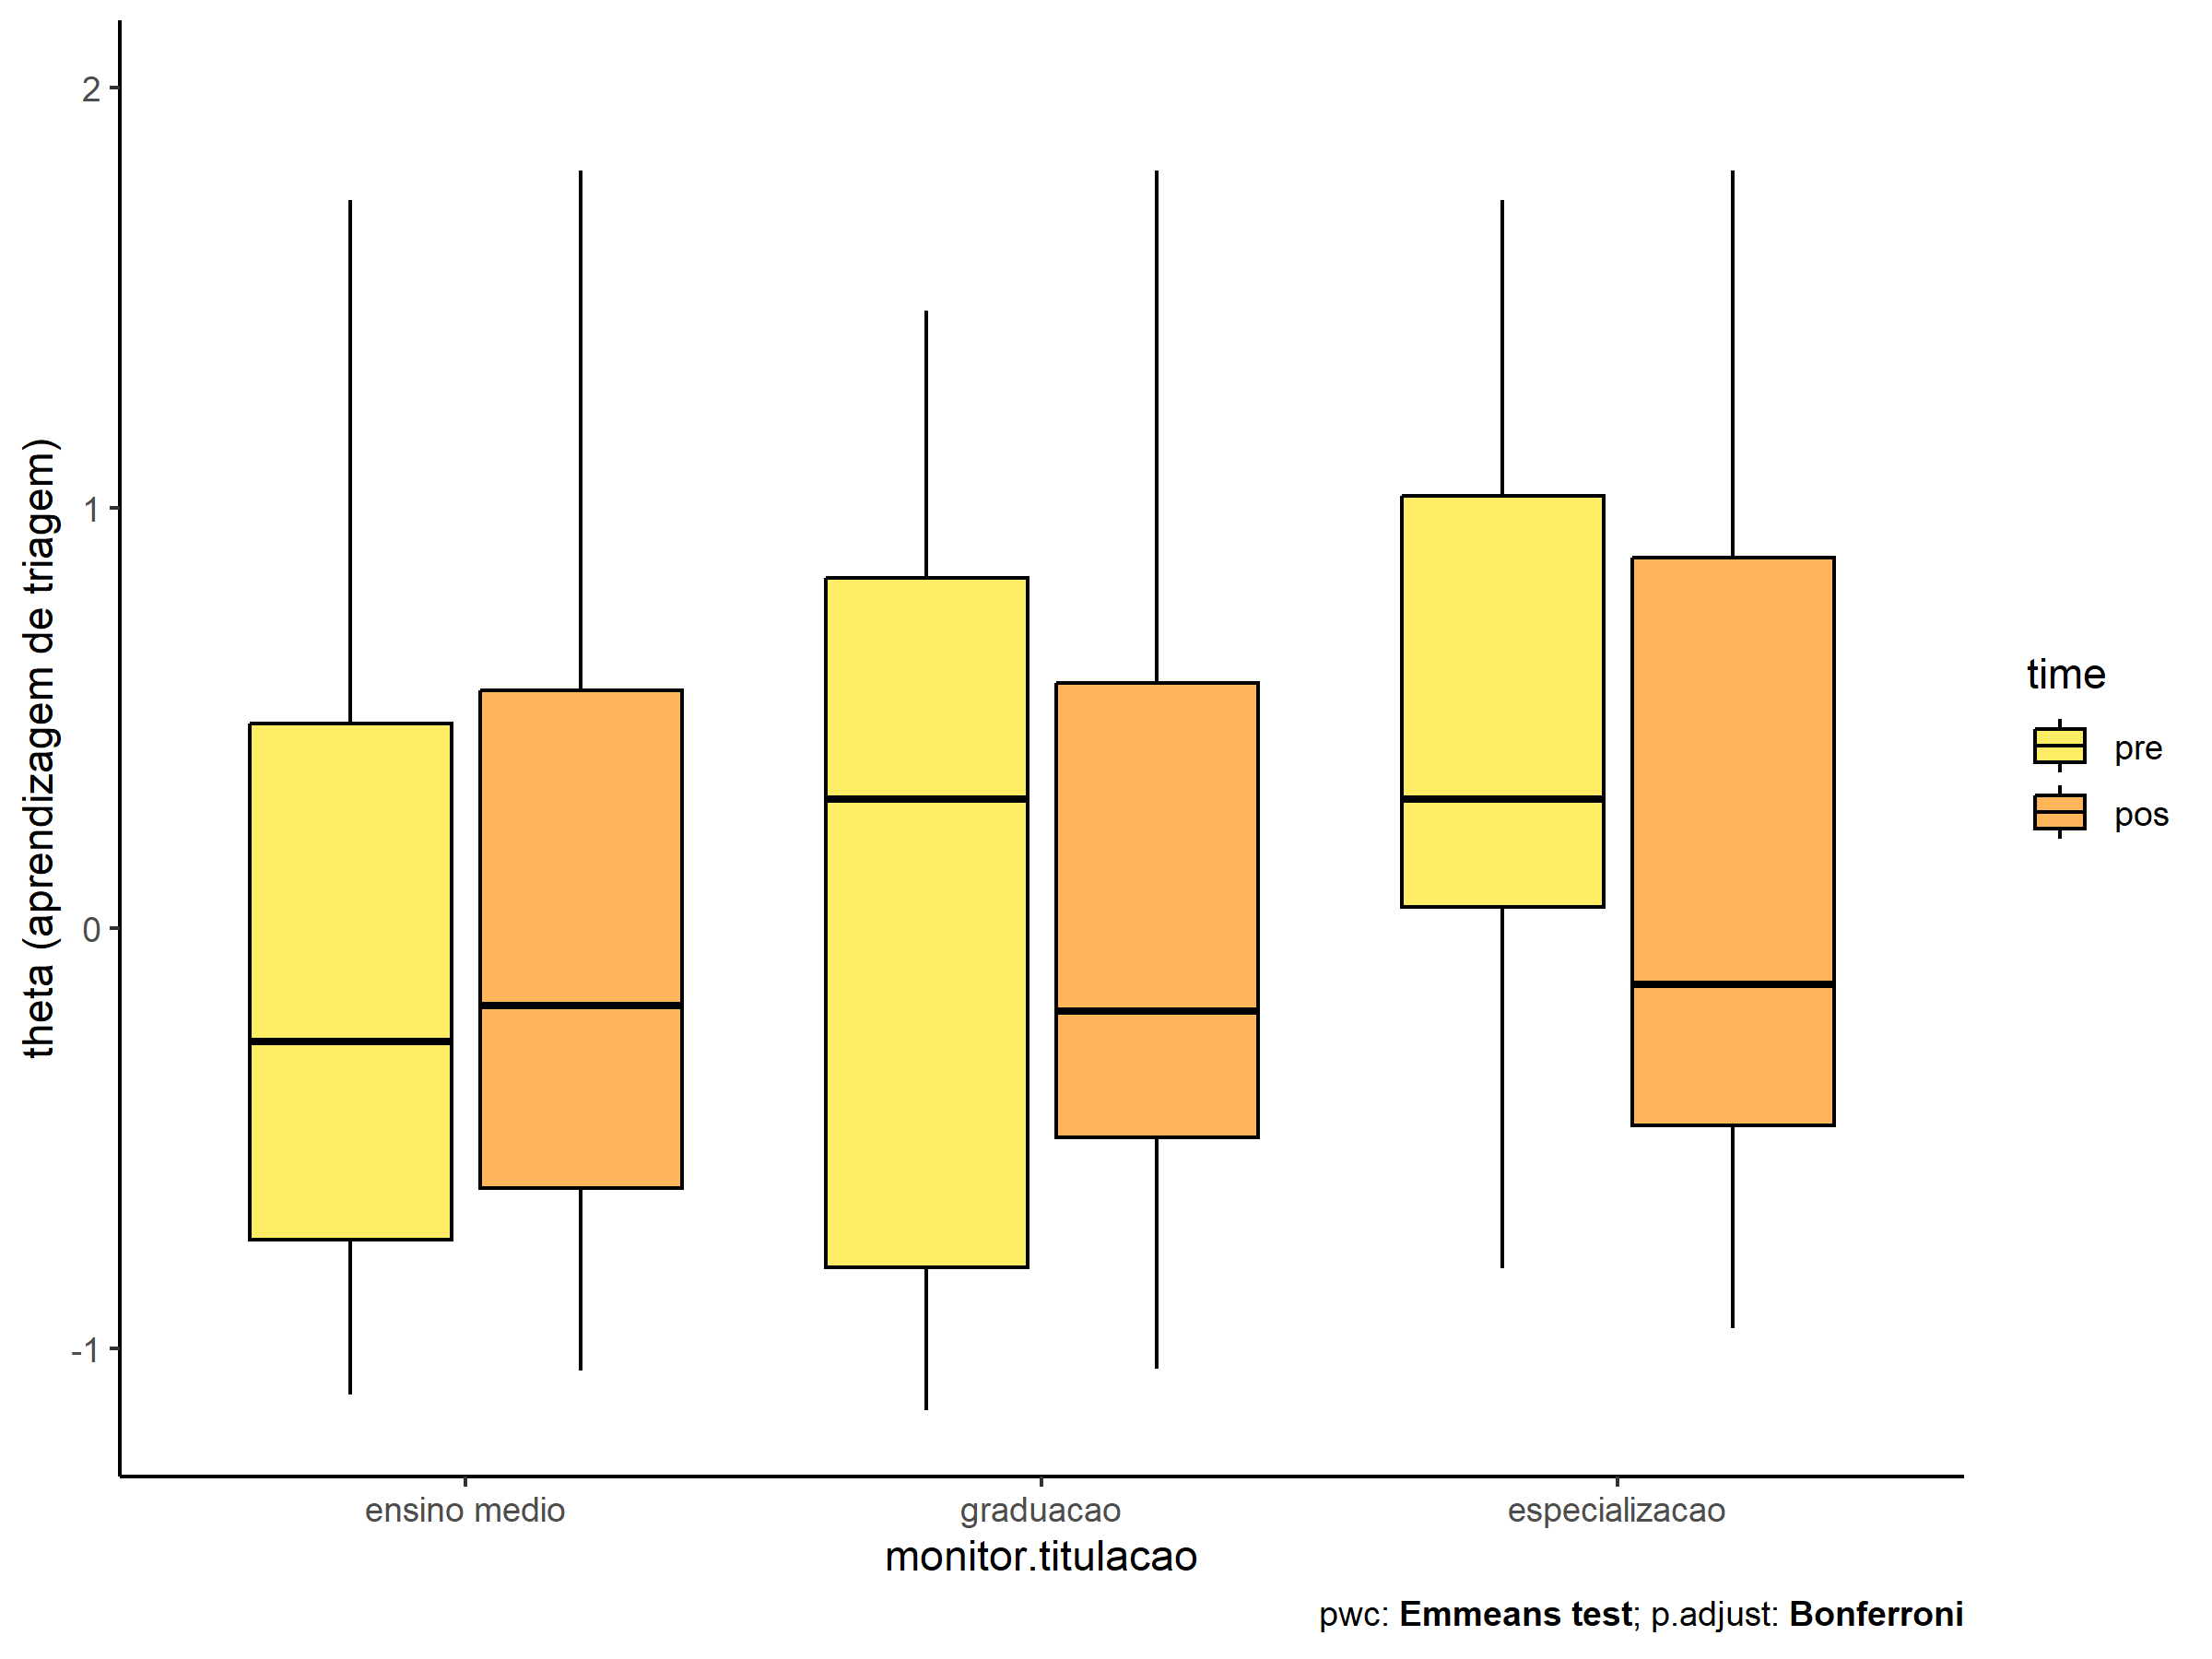 theta (aprendizagem de triagem)
2
1
0
-1
ensino medio
graduacao
especializacao
monitor.titulacao
pwc: Emmeans test; p.adjust: Bonferroni
time
pre
pos